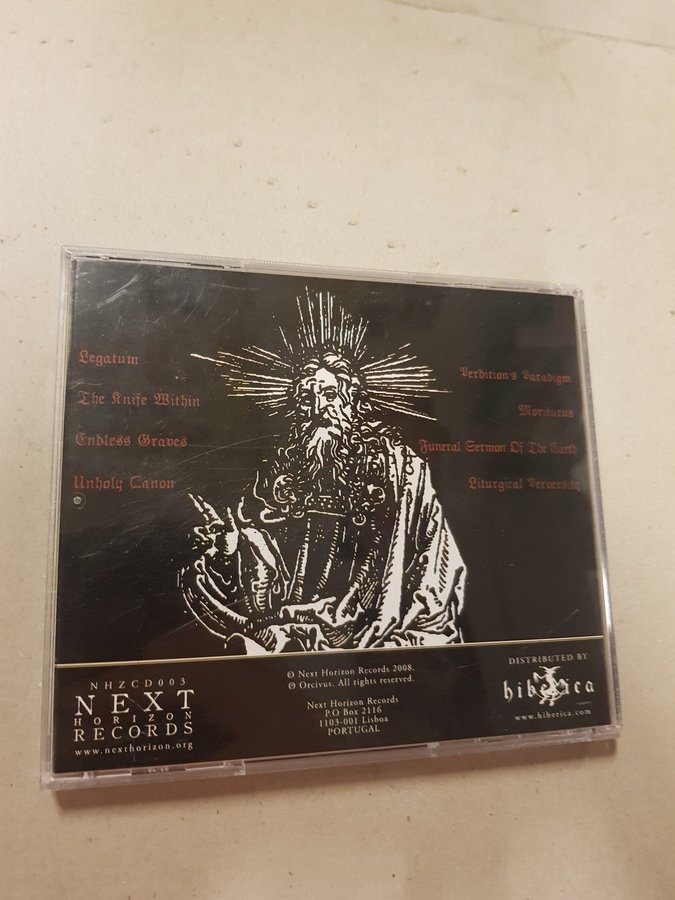 Legatum
The Knife Within
Endless Graves
Unholy Canon
Perdition's Paradigm
Morituras
Funeral Sermon Of The Earth
Liturgical Perversity
NHZCD003
NEXT
HORIZON
RECORDS
www.nexthorizon.org
℗ Next Horizon Records 2008.
© Orcivus. All rights reserved.
Next Horizon Records
P.O Box 2116
1103-001 Lisboa
PORTUGAL
DISTRIBUTED BY
hiberica
www.hiberica.com